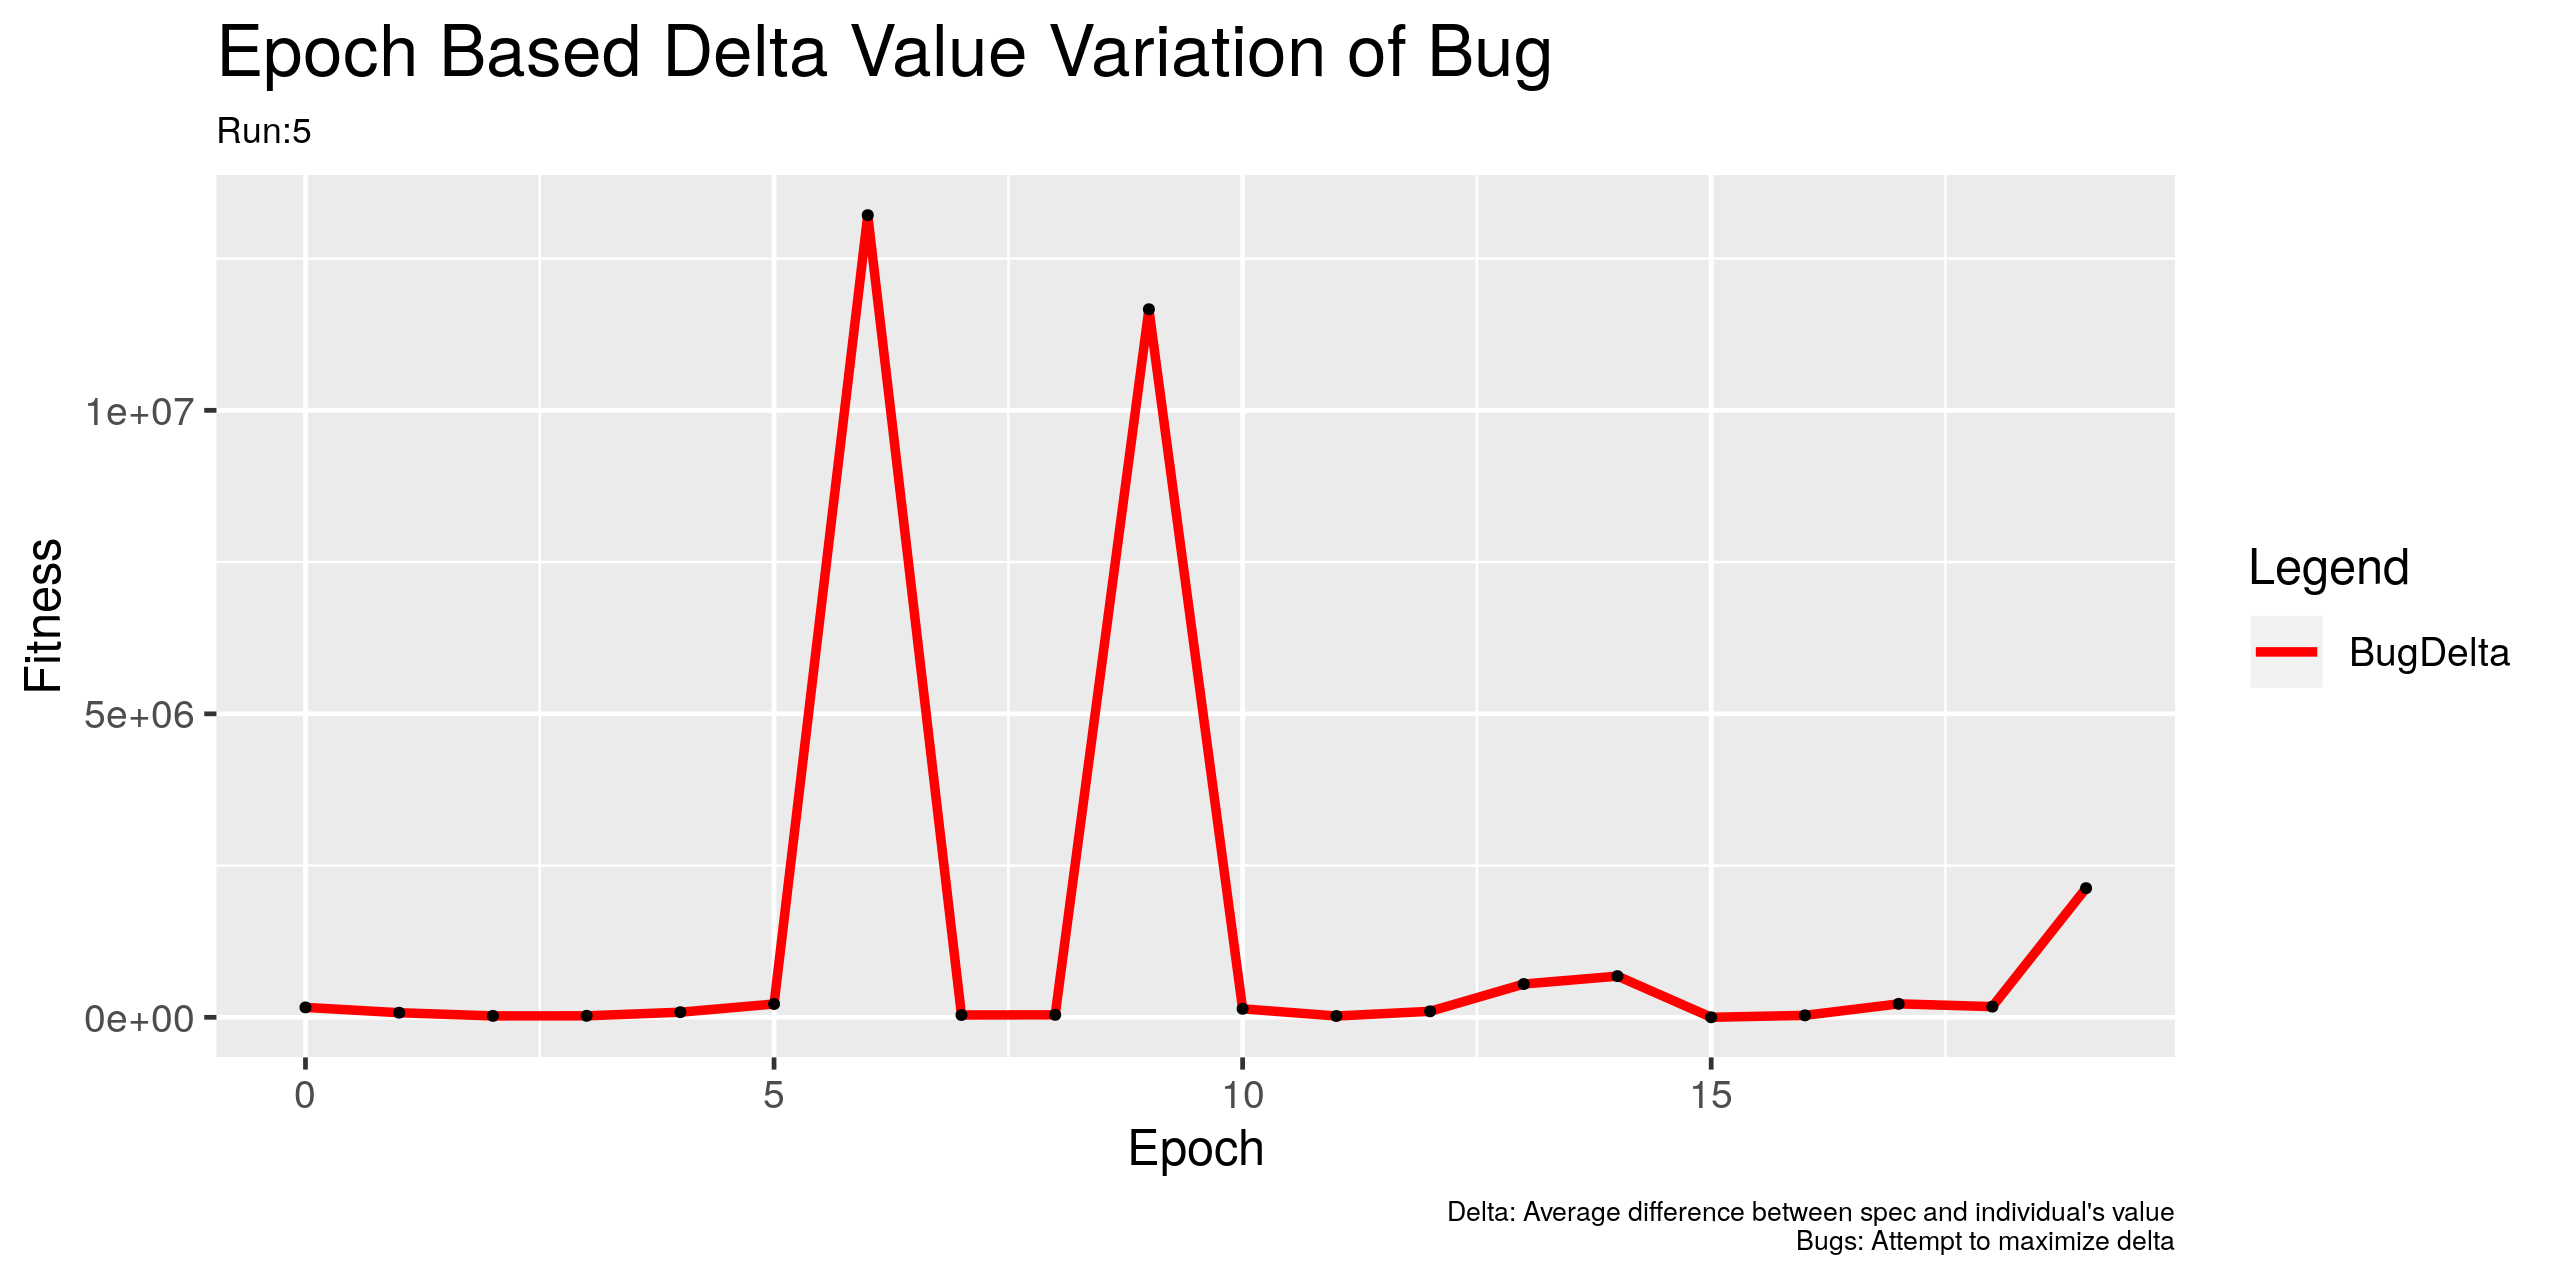 Epoch Based Delta Value Variation of Bug
Run:5
Fitness
1e+07
5e+06
0e+00
0
5
10
15
Epoch
Legend
BugDelta
Delta: Average difference between spec and individual's value
Bugs: Attempt to maximize delta